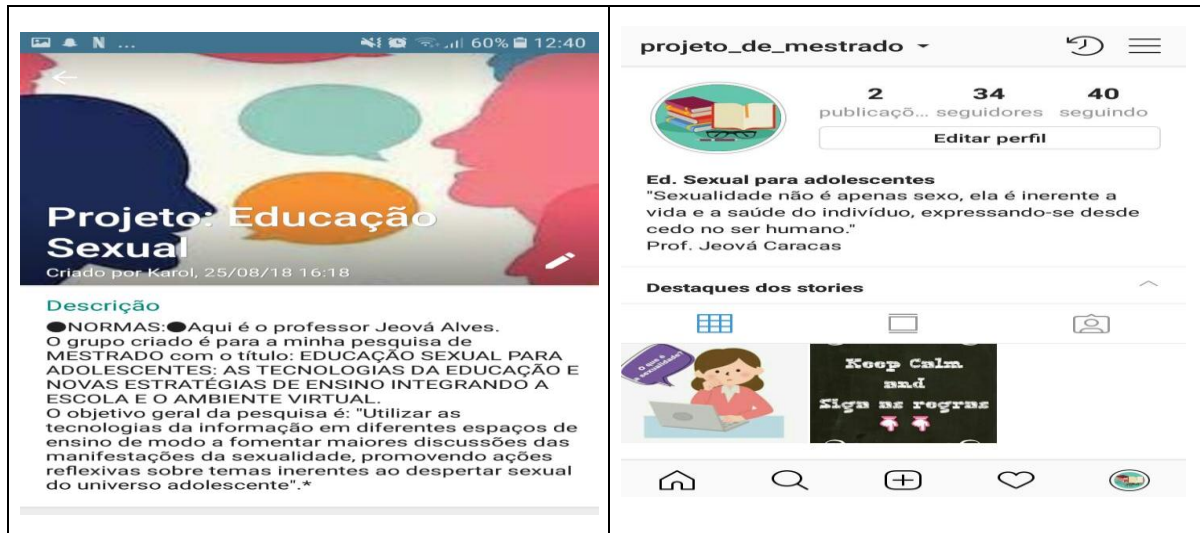 N ... 60% 12:40
Projeto: Educação
Sexual
Criado por Karol, 25/08/18 16:18
Descrição
●NORMAS:●Aqui é o professor Jeová Alves.
O grupo criado é para a minha pesquisa de
MESTRADO com o título: EDUCAÇÃO SEXUAL PARA
ADOLESCENTES: AS TECNOLOGIAS DA EDUCAÇÃO E
NOVAS ESTRATÉGIAS DE ENSINO INTEGRANDO A
ESCOLA E O AMBIENTE VIRTUAL.
O objetivo geral da pesquisa é: "Utilizar as
tecnologias da informação em diferentes espaços de
ensino de modo a fomentar maiores discussões das
manifestações da sexualidade, promovendo ações
reflexivas sobre temas inerentes ao despertar sexual
do universo adolescente".*
projeto_de_mestrado
2 34 40
publicaçõ... seguidores seguindo
Editar perfil
Ed. Sexual para adolescentes
"Sexualidade não é apenas sexo, ela é inerente a
vida e a saúde do indivíduo, expressando-se desde
cedo no ser humano."
Prof. Jeová Caracas
Destaques dos stories
O que é
a sexualidade?
Keep Calm
and
Siga as regras